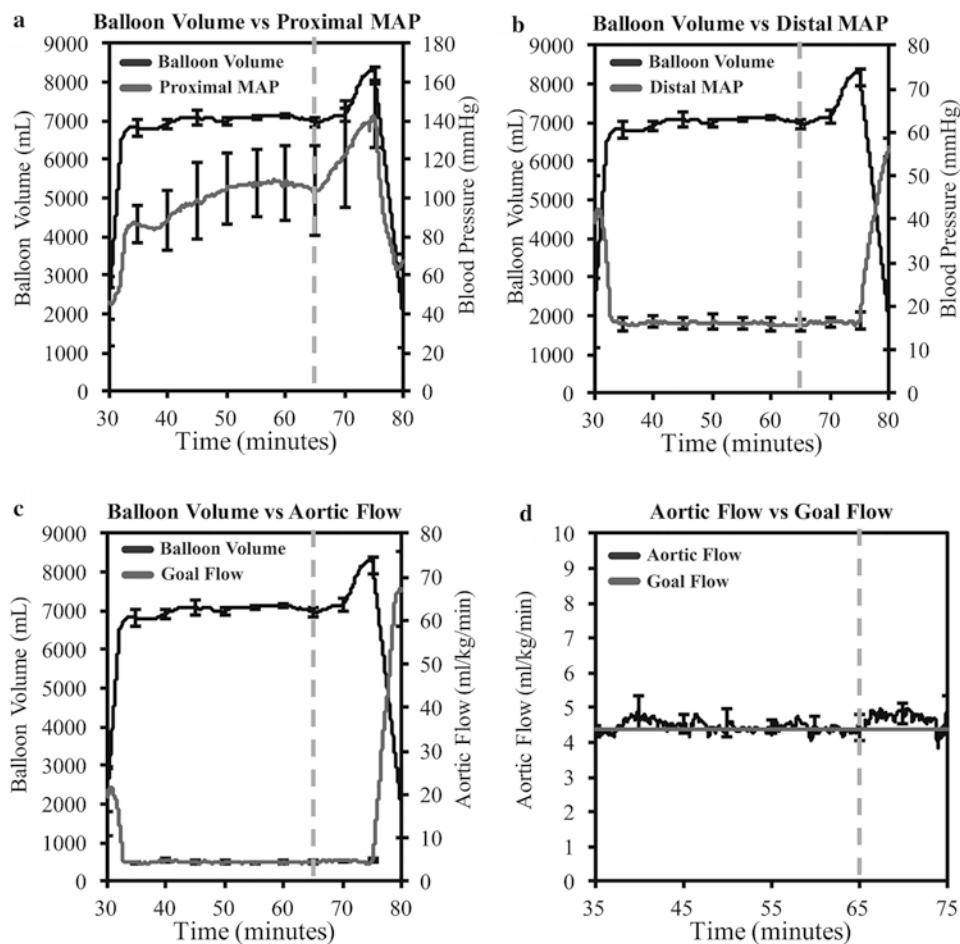 a
Balloon Volume vs Proximal MAP
Balloon Volume
Proximal MAP
Balloon Volume (mL)
9000
8000
7000
6000
5000
4000
3000
2000
1000
0
Blood Pressure (mmHg)
180
160
140
120
100
80
60
40
20
0
30 40 50 60 70 80
Time (minutes)
b
Balloon Volume vs Distal MAP
Balloon Volume
Distal MAP
Balloon Volume (mL)
9000
8000
7000
6000
5000
4000
3000
2000
1000
0
Blood Pressure (mmHg)
80
70
60
50
40
30
20
10
0
30 40 50 60 70 80
Time (minutes)
c
Balloon Volume vs Aortic Flow
Balloon Volume
Goal Flow
Balloon Volume (mL)
9000
8000
7000
6000
5000
4000
3000
2000
1000
0
Aortic Flow (ml/kg/min)
80
70
60
50
40
30
20
10
0
30 40 50 60 70 80
Time (minutes)
d
Aortic Flow vs Goal Flow
Aortic Flow
Goal Flow
Aortic Flow (ml/kg/min)
10
9
8
7
6
5
4
3
2
1
0
35 45 55 65 75
Time (minutes)